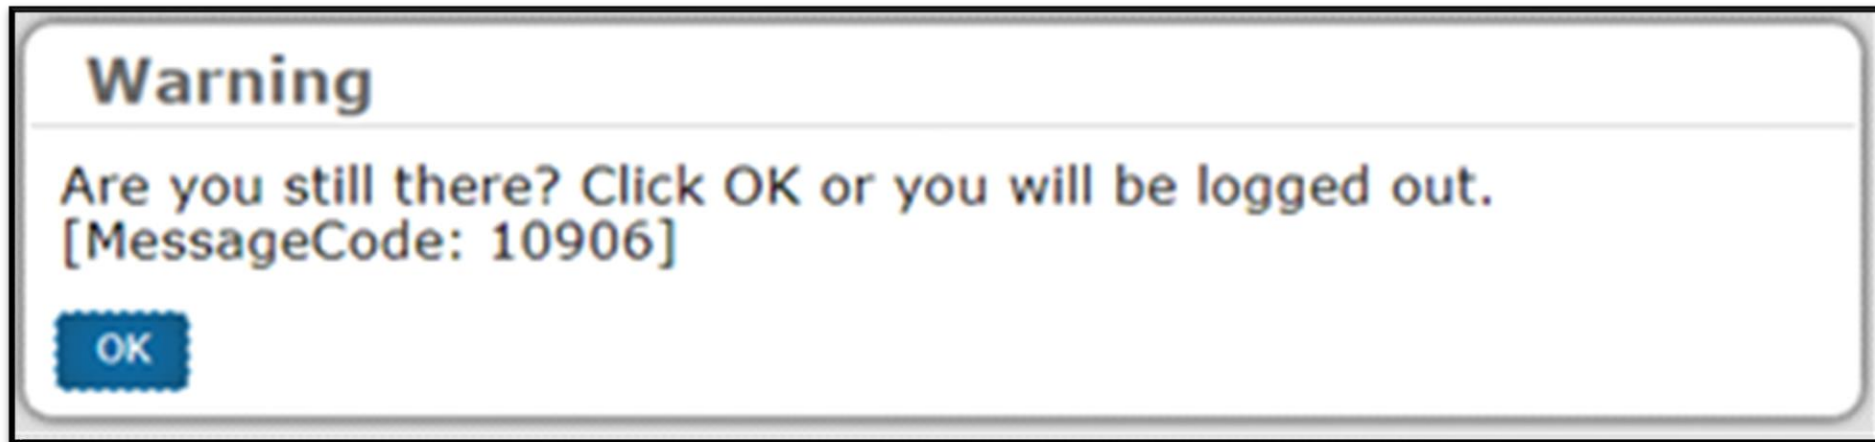 Warning
Are you still there? Click OK or you will be logged out.
[MessageCode: 10906]
OK